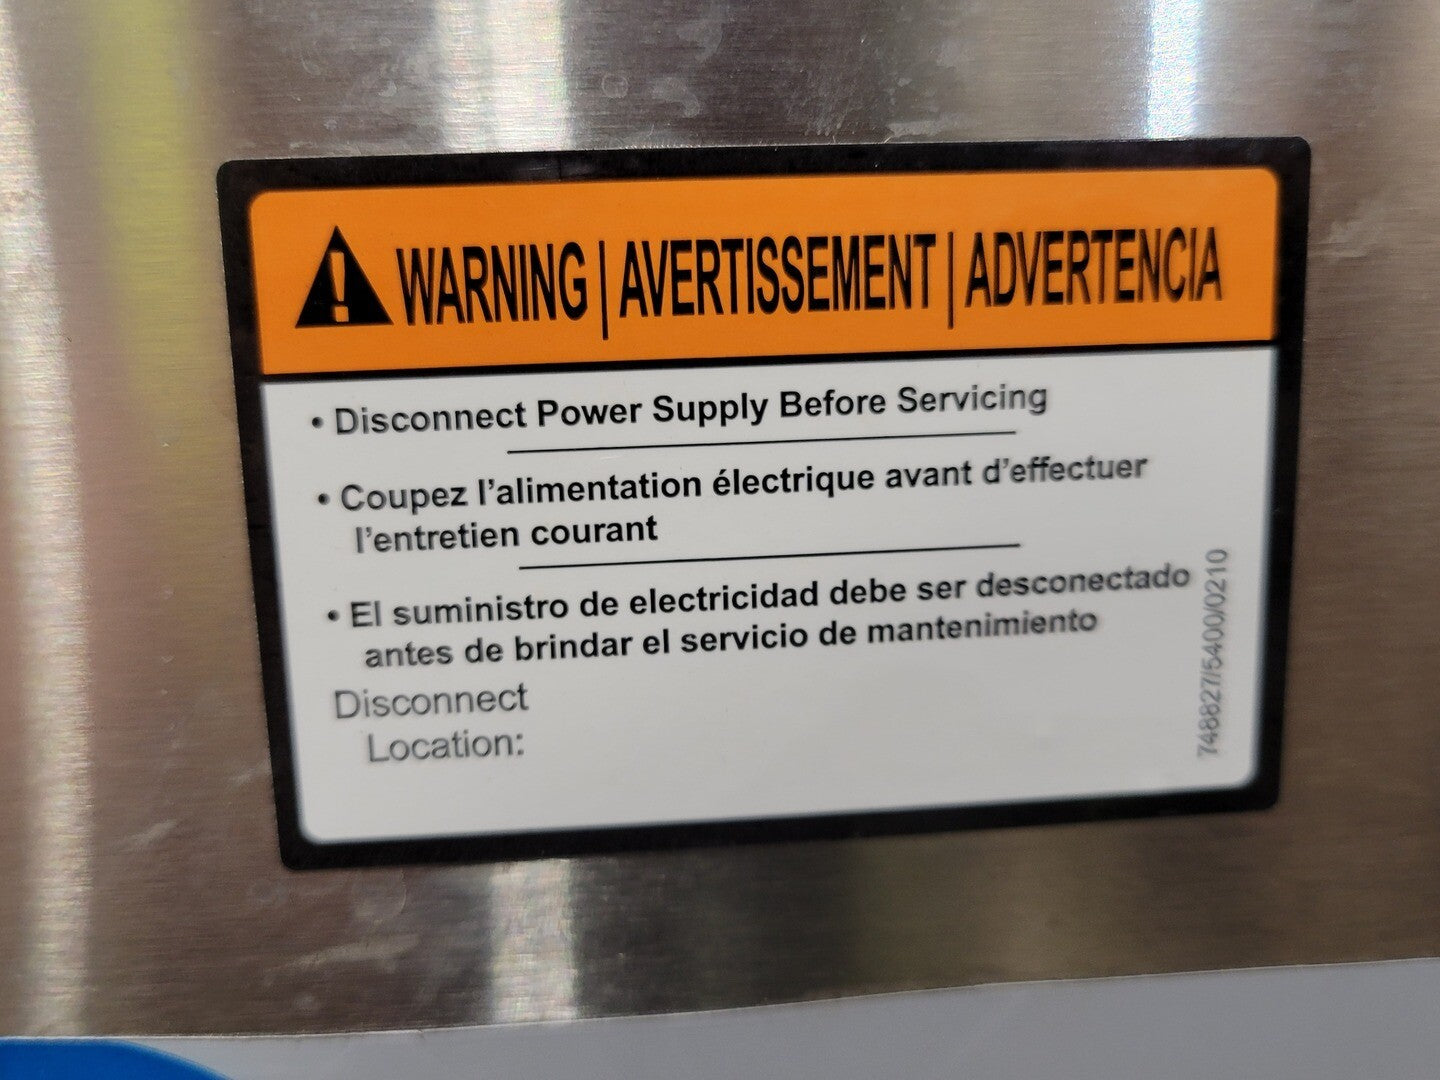 WARNING | AVERTISSEMENT | ADVERTENCIA
• Disconnect Power Supply Before Servicing
• Coupez l'alimentation électrique avant d'effectuer
l'entretien courant
• El suministro de electricidad debe ser desconectado
antes de brindar el servicio de mantenimiento
Disconnect
Location:
748827/5400/0210